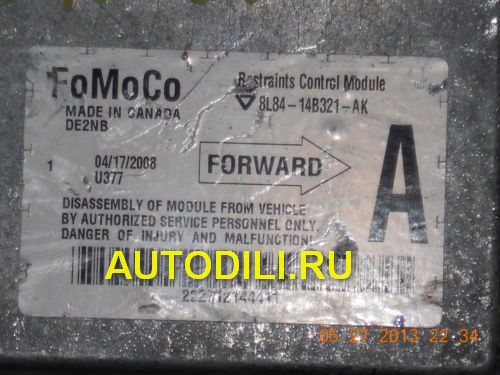 FoMoCo
MADE IN CANADA
DE2NB
Restraints Control Module
8L84-14B321-AK
1 04/17/2008
U377
FORWARD
A
DISASSEMBLY OF MODULE FROM VEHICLE
BY AUTHORIZED SERVICE PERSONNEL ONLY.
DANGER OF INJURY AND MALFUNCTION!
AUTODILI.RU
05.27.2013 22:34